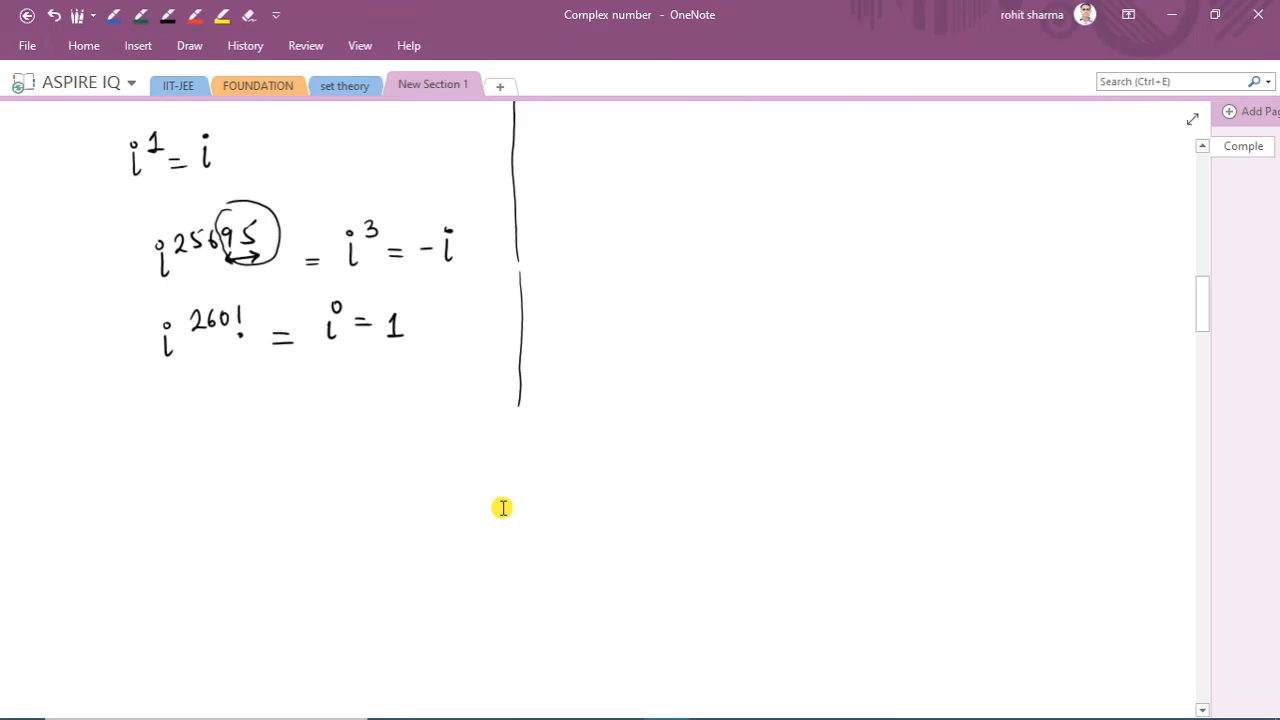 Complex number - OneNote
rohit sharma
File Home Insert Draw History Review View Help
ASPIRE IQ IIT-JEE FOUNDATION set theory New Section 1 +
Search (Ctrl+E)
Add Pag
Comple
i¹ = i
i²⁵⁶⁹⁵ = i³ = -i
i²⁶⁰! = i⁰ = 1